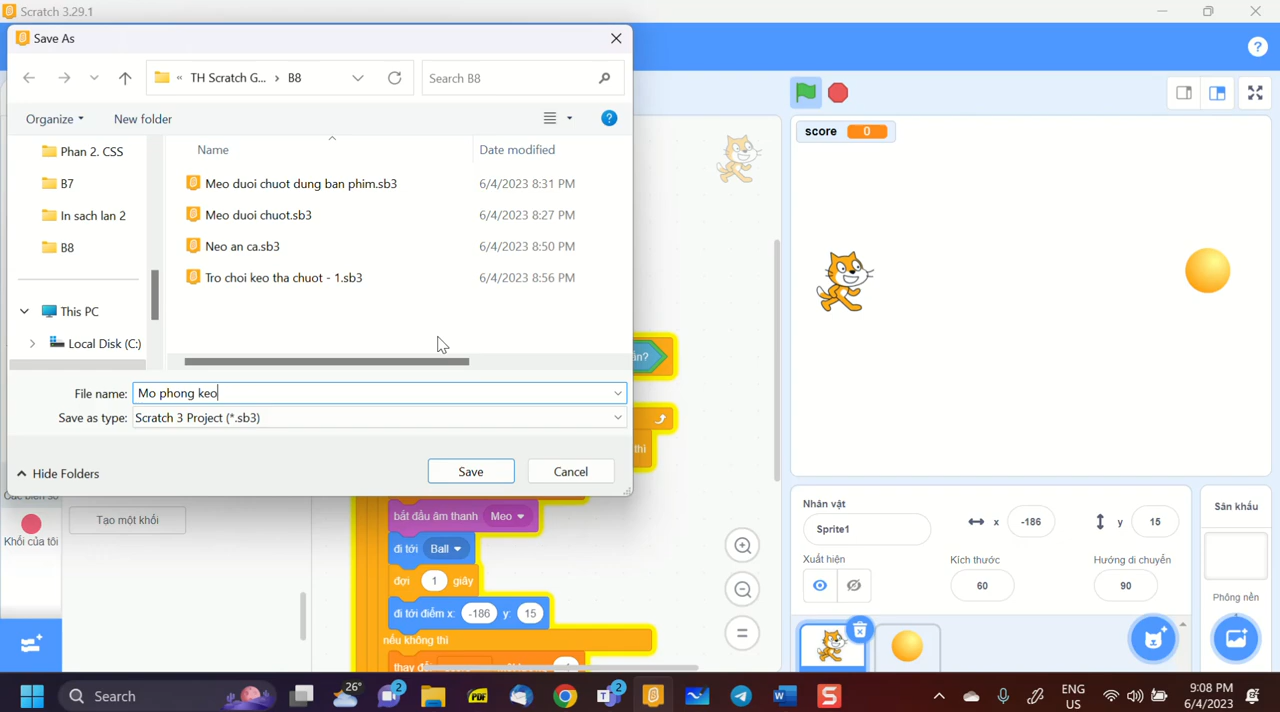 Scratch 3.29.1
Save As
« TH Scratch G... › B8
Search B8
Organize
New folder
?
?
Name
Date modified
Phan 2. CSS
B7
In sach lan 2
B8
This PC
Local Disk (C:)
Meo duoi chuot dung ban phim.sb3 6/4/2023 8:31 PM
Meo duoi chuot.sb3 6/4/2023 8:27 PM
Neo an ca.sb3 6/4/2023 8:50 PM
Tro choi keo tha chuot - 1.sb3 6/4/2023 8:56 PM
File name: Mo phong keo
Save as type: Scratch 3 Project (*.sb3)
Hide Folders
Save
Cancel
score 0
thì
Các biến số
Khối của tôi
Tạo một khối
bắt đầu âm thanh Meo
đi tới Ball
đợi 1 giây
đi tới điểm x: -186 y: 15
nếu không thì
Nhân vật
Sprite1
x -186
y 15
Xuất hiện
Kích thước
60
Hướng di chuyển
90
Sân khấu
Phông nền
Search
26°
2
PDF
2
ENG
US
9:08 PM
6/4/2023